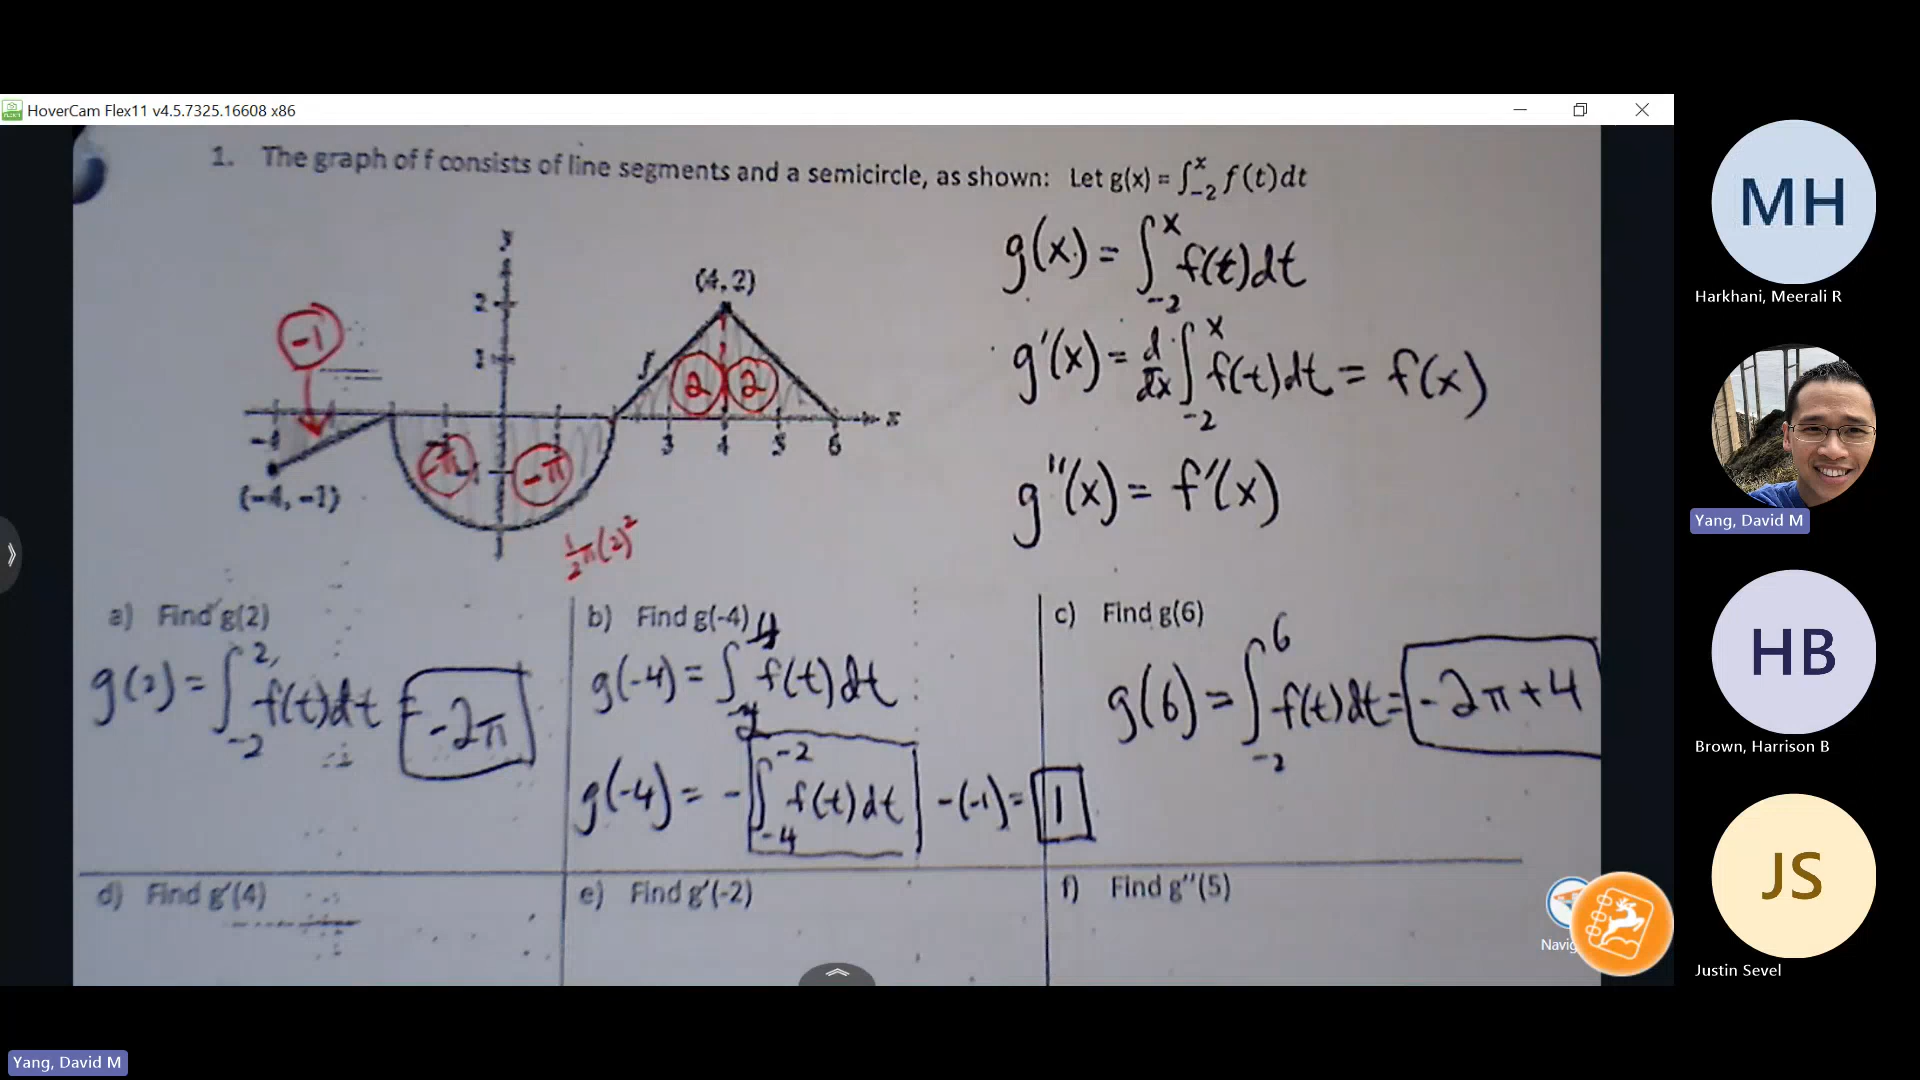 HoverCam Flex11 v4.5.7325.16608 x86
1. The graph of f consists of line segments and a semicircle, as shown: Let g(x) = ∫_{-2}^{x} f(t)dt
y
(4,2)
2
1
f
-1
2 2
-4 -1 3 4 5 6 x
-π -π
(-4, -1)
½π(2)²
g(x) = ∫_{-2}^{x} f(t)dt
g'(x) = d/dx ∫_{-2}^{x} f(t)dt = f(x)
g''(x) = f'(x)
a) Find g(2)
g(2) = ∫_{-2}^{2} f(t)dt = -2π
b) Find g(-4)
g(-4) = ∫_{-2}^{-4} f(t)dt
g(-4) = -∫_{-4}^{-2} f(t)dt -(-1) = 1
c) Find g(6)
g(6) = ∫_{-2}^{6} f(t)dt = -2π+4
d) Find g'(4)
e) Find g'(-2)
f) Find g''(5)
Navig
MH
Harkhani, Meerali R
Yang, David M
HB
Brown, Harrison B
JS
Justin Sevel
Yang, David M